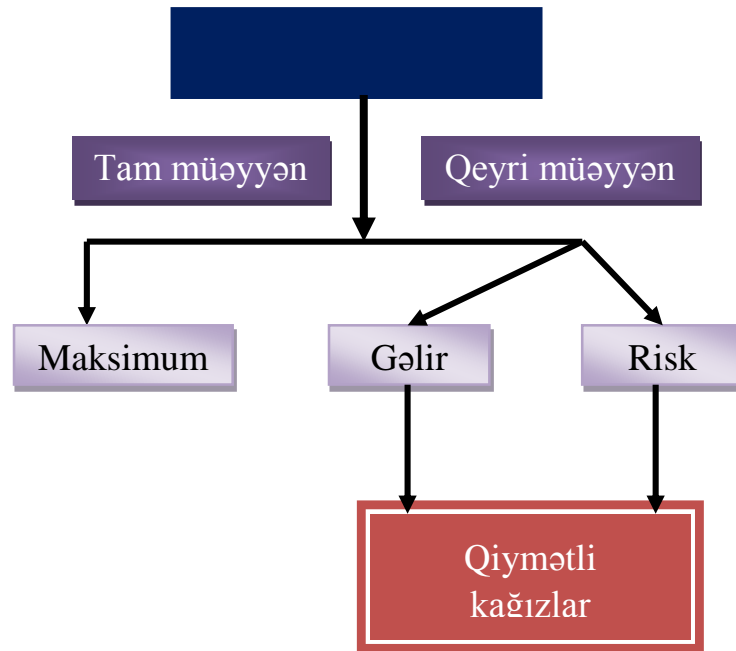 Tam müəyyən
Qeyri müəyyən
Maksimum
Gəlir
Risk
Qiymətli
kağızlar